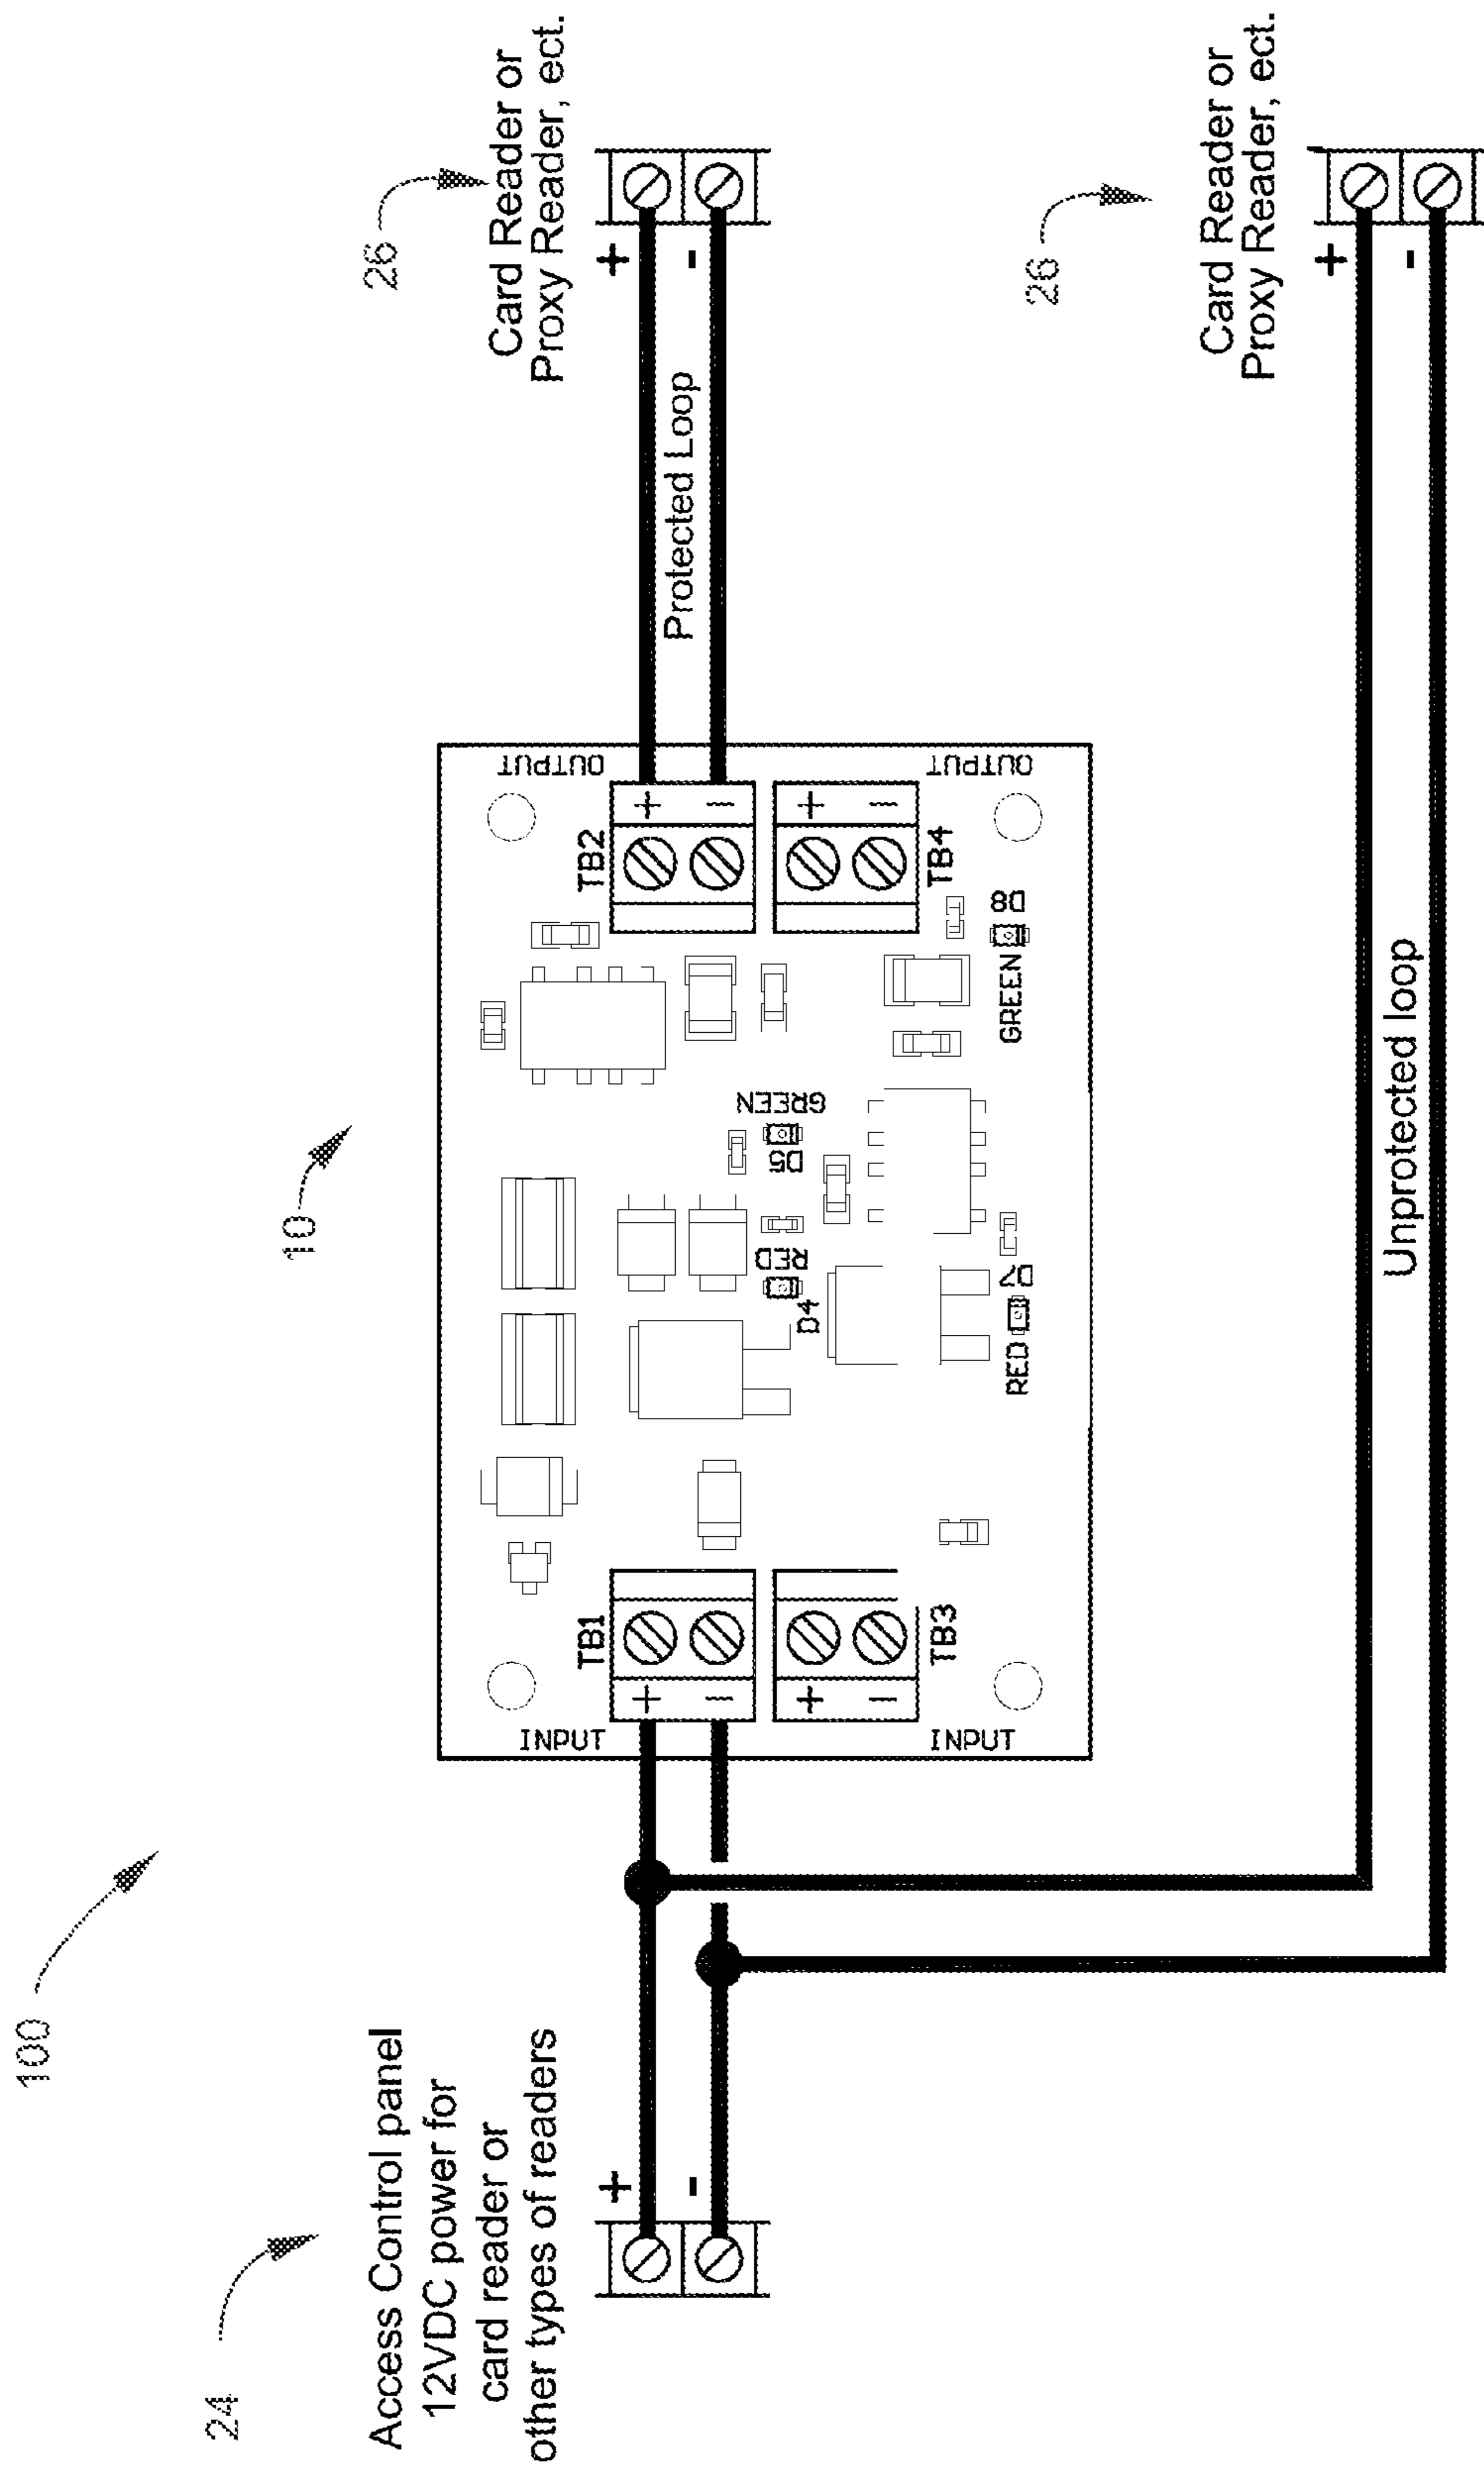 100
24
Access Control panel
12VDC power for
card reader or
other types of readers
+
-
10
INPUT
TB1
+
−
INPUT
TB3
+
−
RED
D4
GREEN
D5
RED
D7
GREEN
D8
OUTPUT
TB2
+
−
OUTPUT
TB4
+
−
Protected Loop
26
Card Reader or
Proxy Reader, ect.
+
-
Unprotected loop
26
Card Reader or
Proxy Reader, ect.
+
-